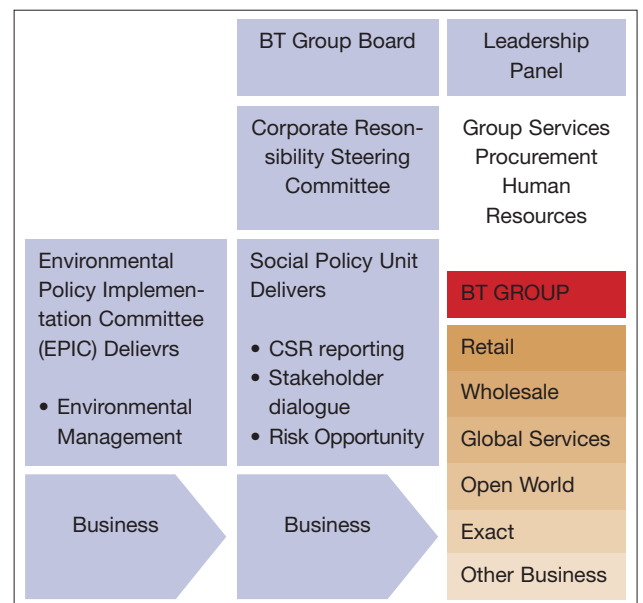 BT Group Board
Leadership
Panel
Corporate Reson-
sibility Steering
Committee
Group Services
Procurement
Human
Resources
Environmental
Policy Implemen-
tation Committee
(EPIC) Delievrs
• Environmental
Management
Social Policy Unit
Delivers
• CSR reporting
• Stakeholder
dialogue
• Risk Opportunity
BT GROUP
Retail
Wholesale
Global Services
Open World
Exact
Other Business
Business
Business